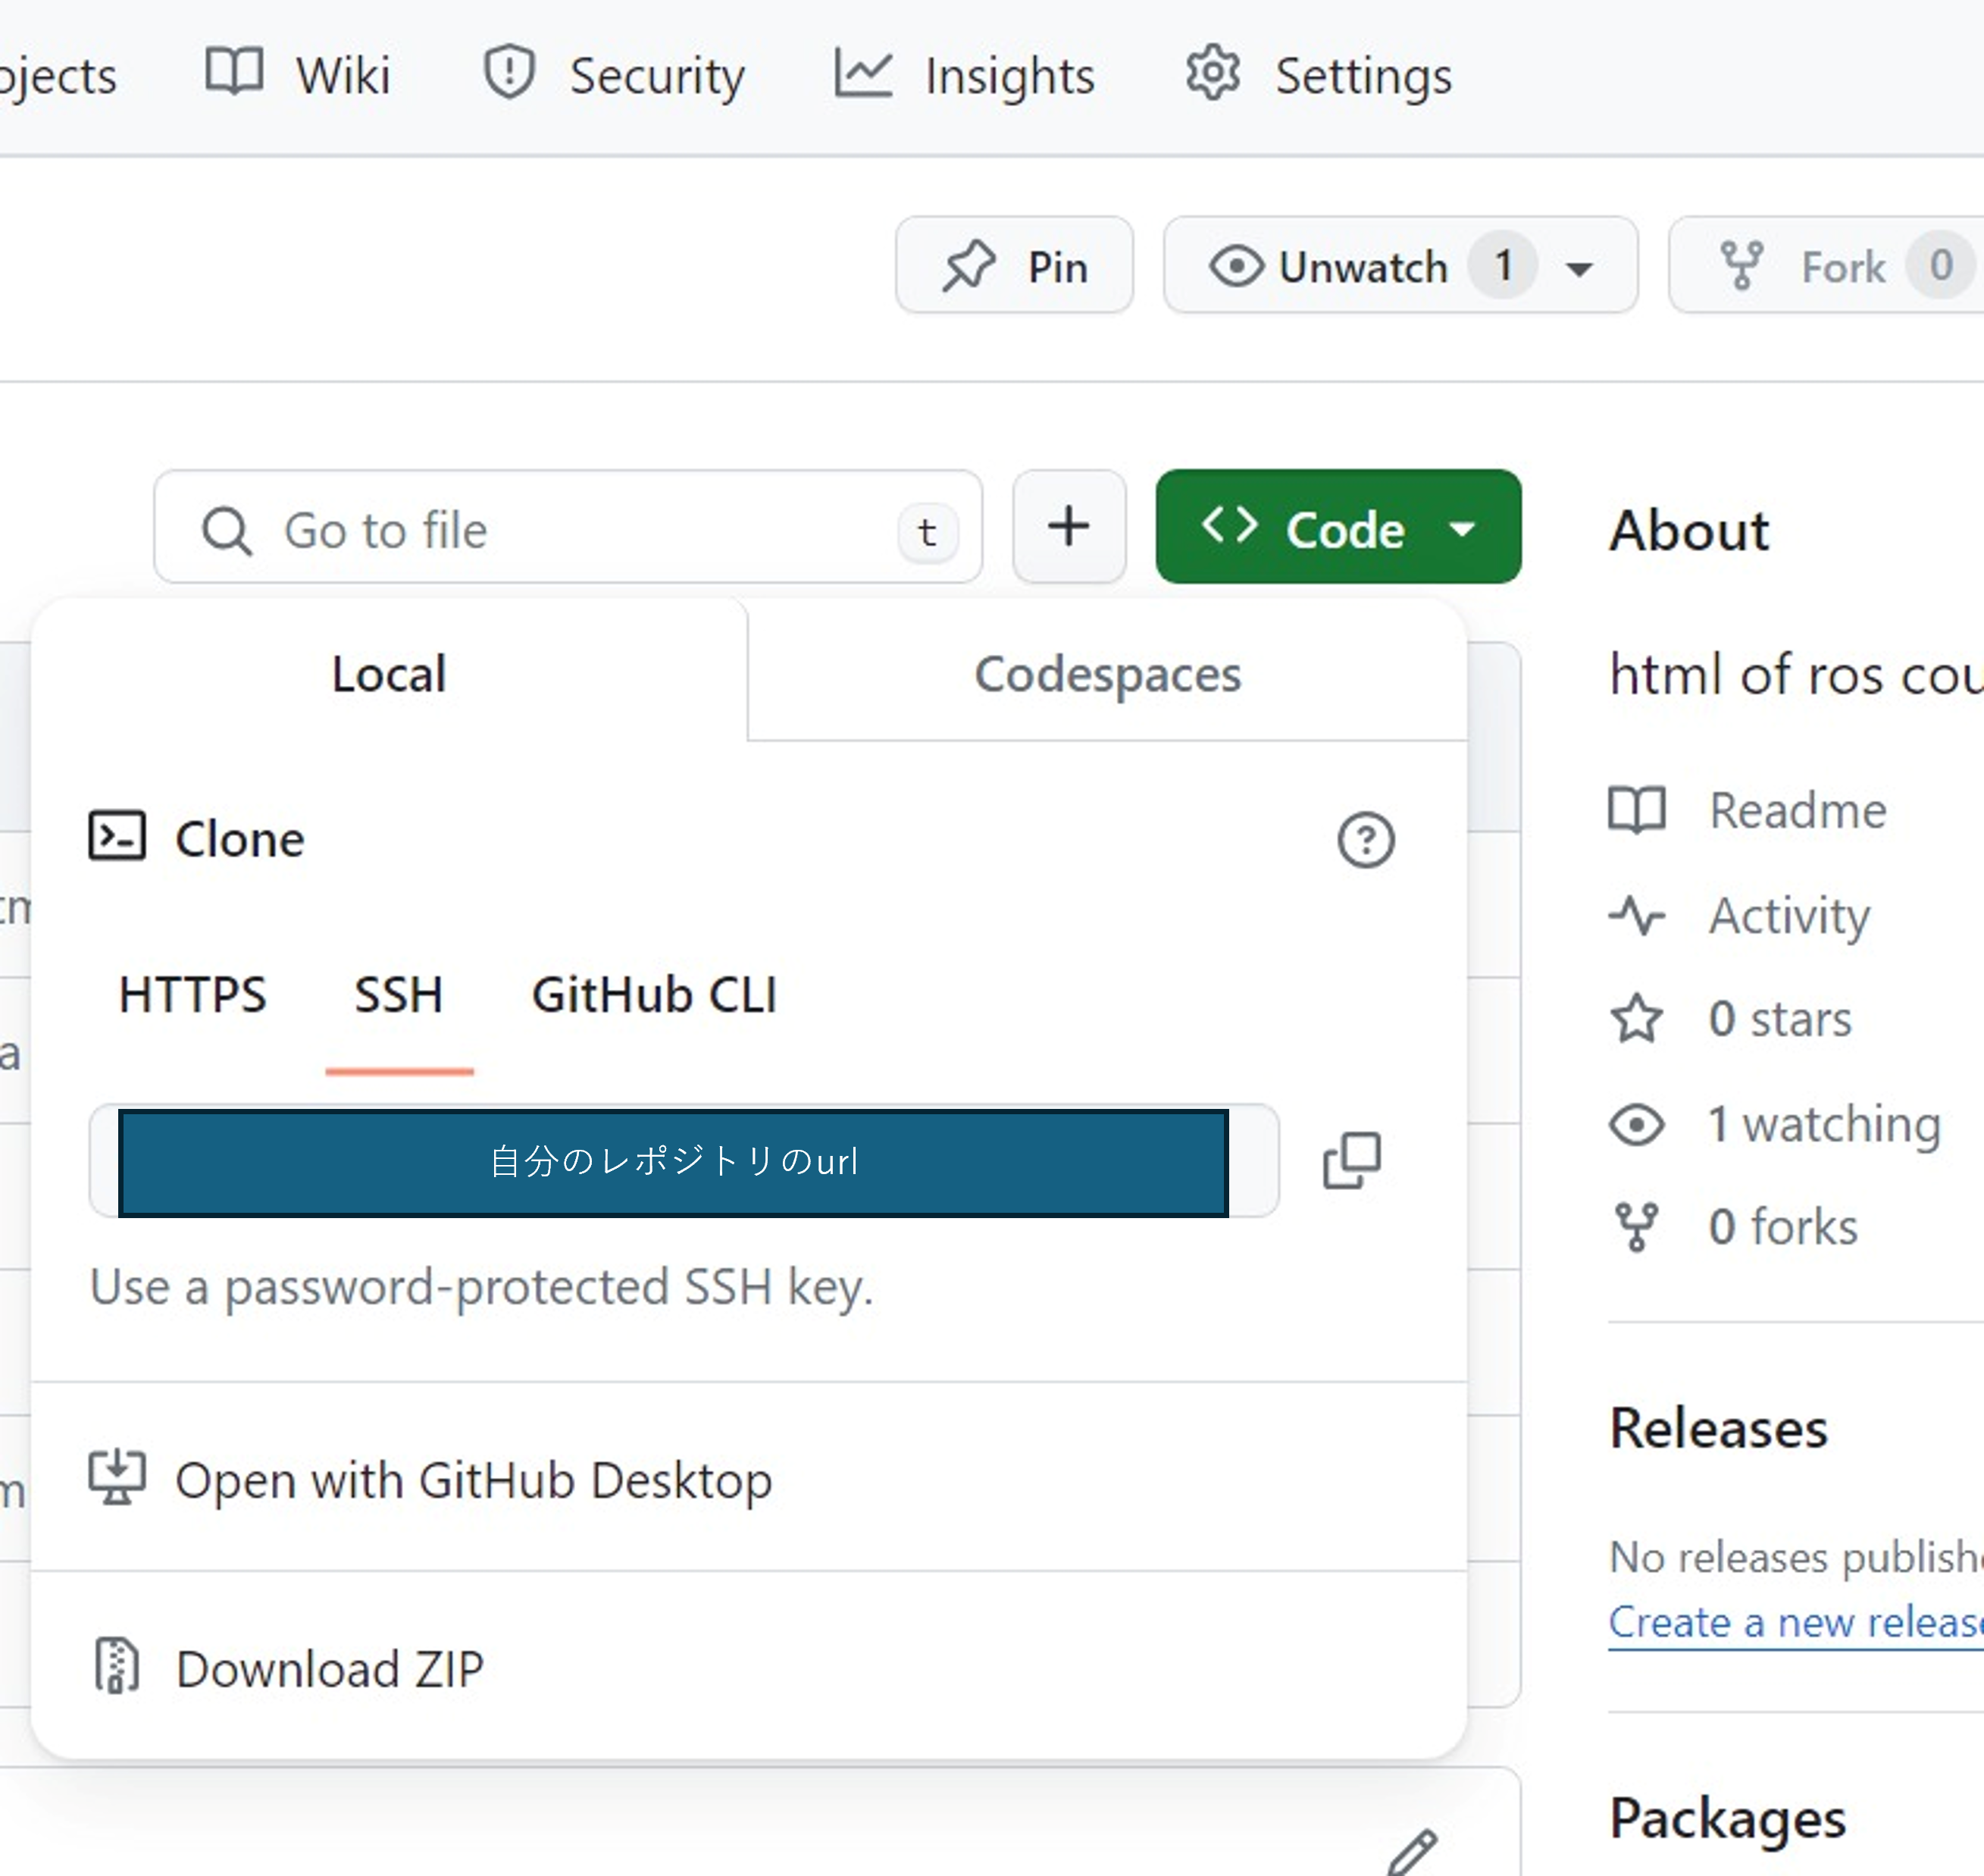 ojects Wiki Security Insights Settings
Pin Unwatch 1 Fork 0
Go to file t + Code
About
Local Codespaces
html of ros cou
Clone
Readme
tm
Activity
HTTPS SSH GitHub CLI
0 stars
a
1 watching
自分のレポジトリのurl
0 forks
Use a password-protected SSH key.
Releases
Open with GitHub Desktop
m
No releases publishe
Create a new release
Download ZIP
Packages